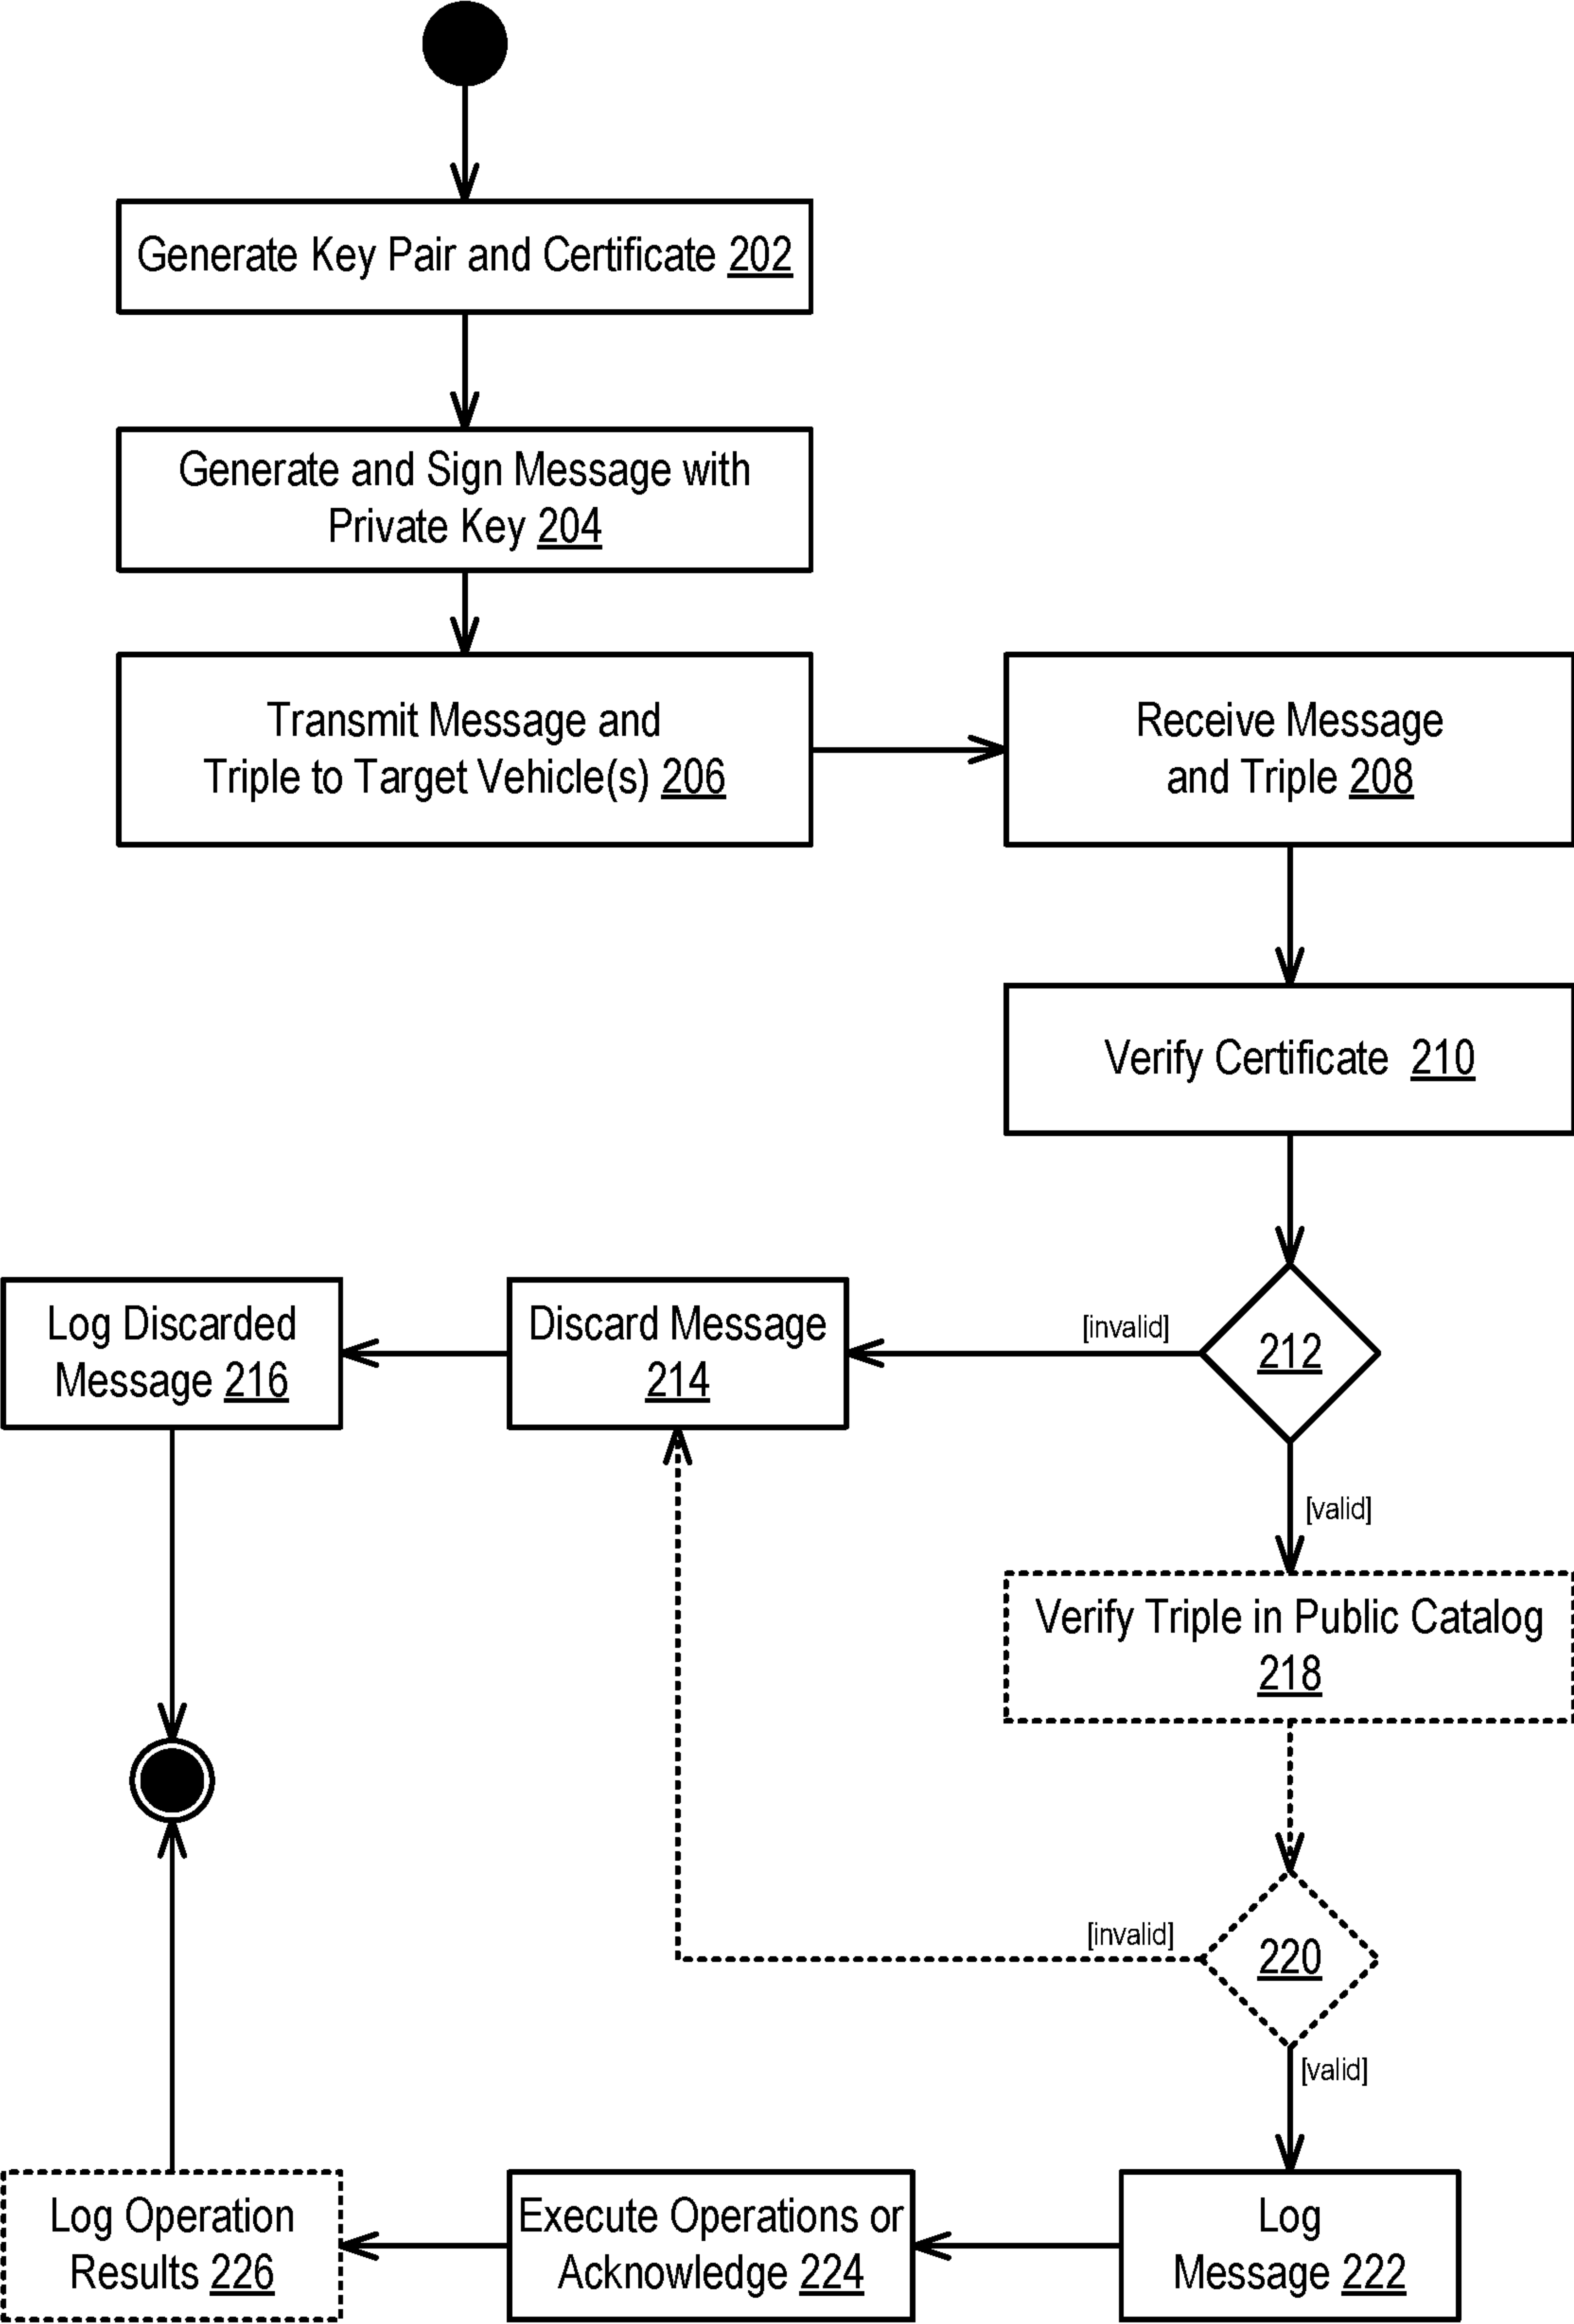 Generate Key Pair and Certificate 202
Generate and Sign Message with
Private Key 204
Transmit Message and
Triple to Target Vehicle(s) 206
Receive Message
and Triple 208
Verify Certificate 210
212
[invalid]
[valid]
Discard Message
214
Log Discarded
Message 216
Verify Triple in Public Catalog
218
220
[invalid]
[valid]
Log
Message 222
Execute Operations or
Acknowledge 224
Log Operation
Results 226